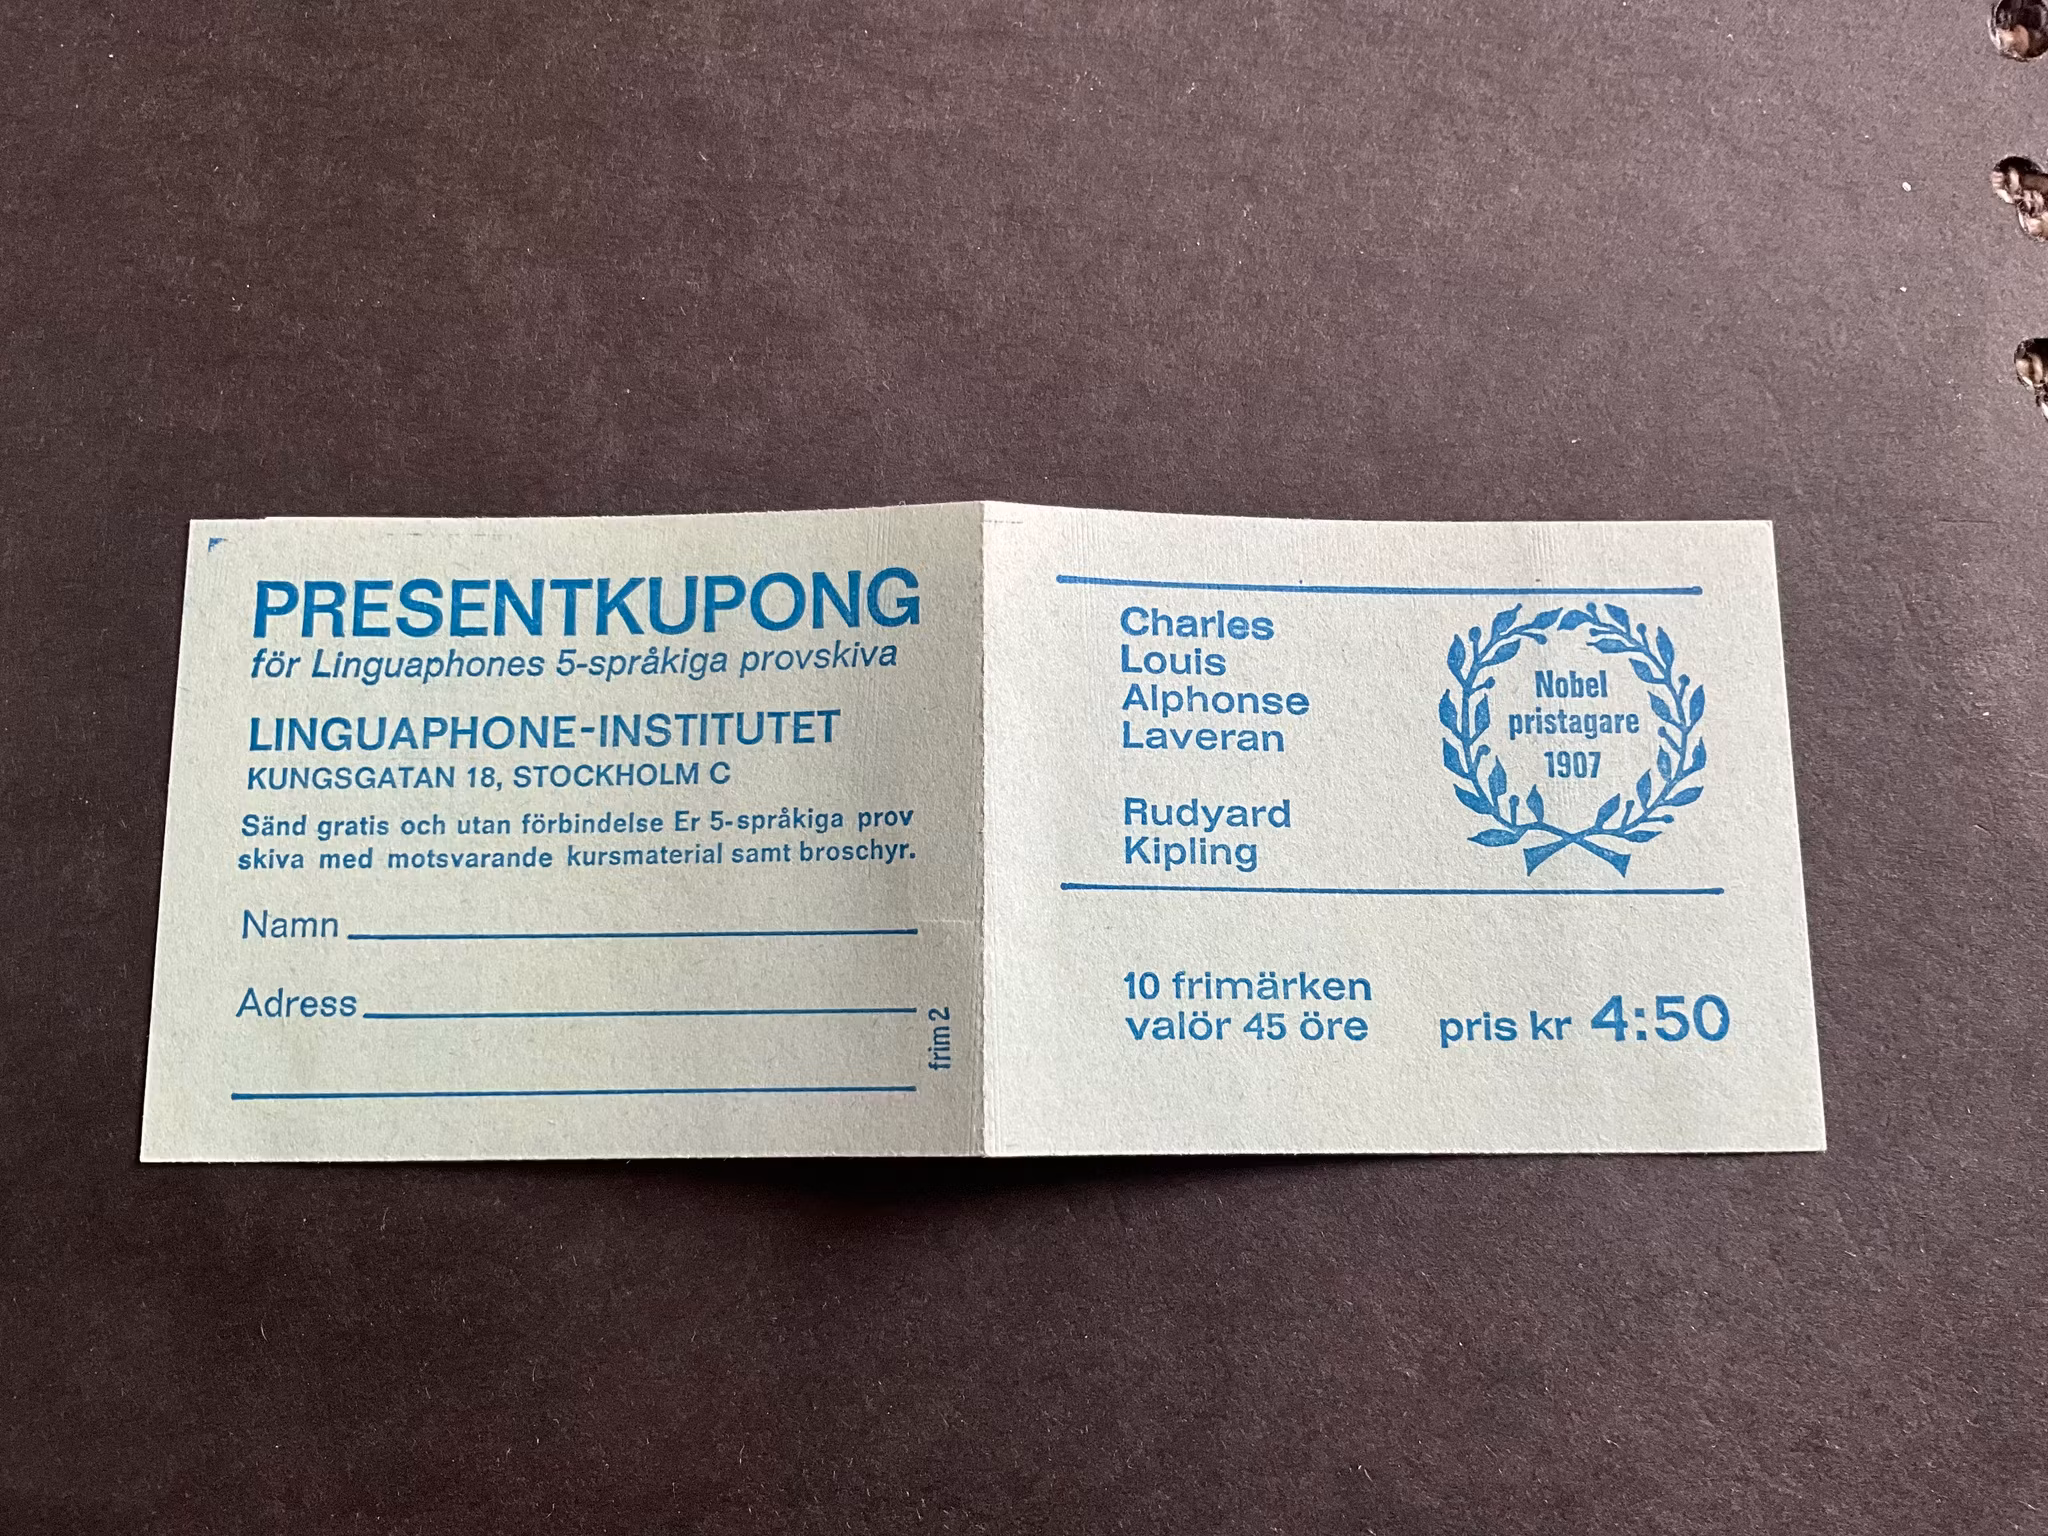 PRESENTKUPONG
för Linguaphones 5-språkiga provskiva
LINGUAPHONE-INSTITUTET
KUNGSGATAN 18, STOCKHOLM C
Sänd gratis och utan förbindelse Er 5-språkiga prov
skiva med motsvarande kursmaterial samt broschyr.
Namn
Adress
frim2
Charles
Louis
Alphonse
Laveran
Rudyard
Kipling
Nobel
pristagare
1907
10 frimärken
valör 45 öre
pris kr 4:50